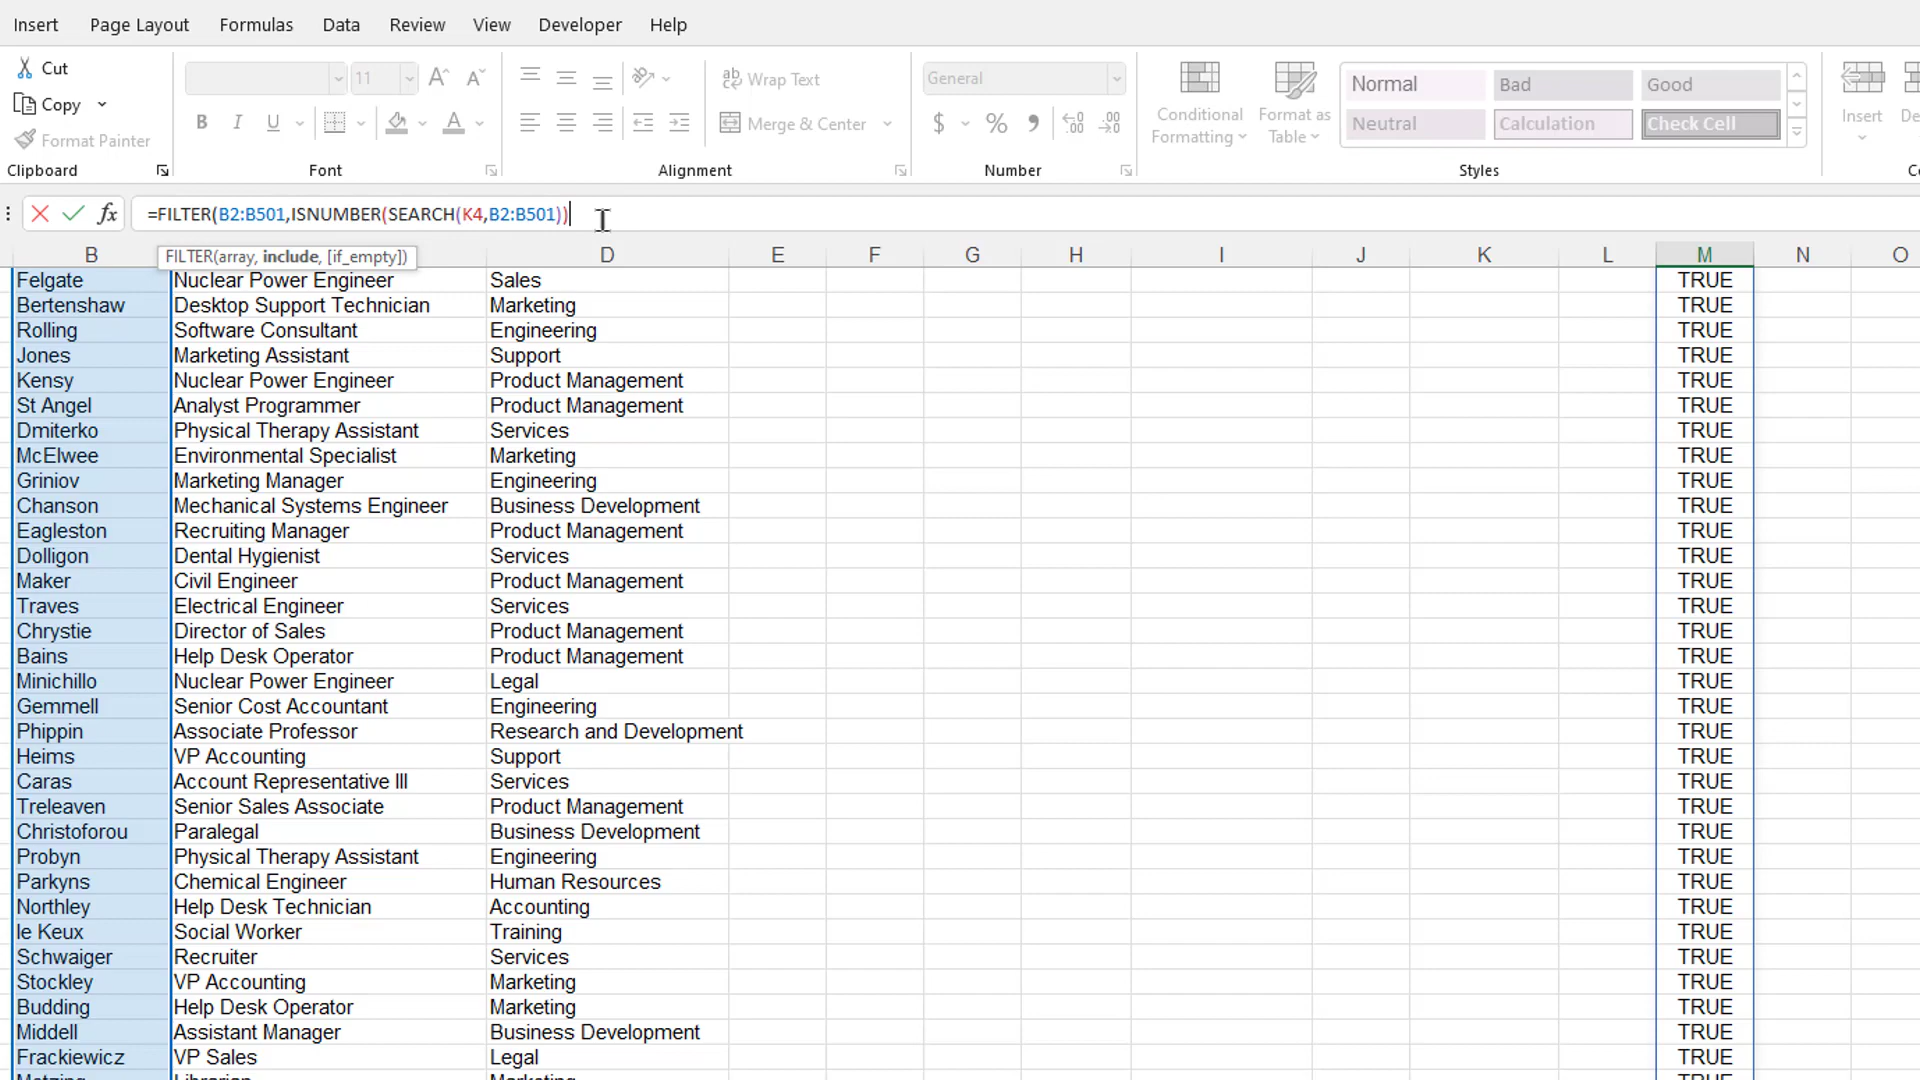 Insert Page Layout Formulas Data Review View Developer Help
Cut
Copy
Format Painter
Clipboard
11 A A
B I U A
Font
ab Wrap Text
Merge & Center
Alignment
General
$ % 9 .00
Number
Conditional Formatting
Format as Table
Normal Bad Good
Neutral Calculation Check Cell
Styles
Insert
fx =FILTER(B2:B501,ISNUMBER(SEARCH(K4,B2:B501))
FILTER(array, include, [if_empty])
B D E F G H I J K L M N O
Felgate Nuclear Power Engineer Sales TRUE
Bertenshaw Desktop Support Technician Marketing TRUE
Rolling Software Consultant Engineering TRUE
Jones Marketing Assistant Support TRUE
Kensy Nuclear Power Engineer Product Management TRUE
St Angel Analyst Programmer Product Management TRUE
Dmiterko Physical Therapy Assistant Services TRUE
McElwee Environmental Specialist Marketing TRUE
Griniov Marketing Manager Engineering TRUE
Chanson Mechanical Systems Engineer Business Development TRUE
Eagleston Recruiting Manager Product Management TRUE
Dolligon Dental Hygienist Services TRUE
Maker Civil Engineer Product Management TRUE
Traves Electrical Engineer Services TRUE
Chrystie Director of Sales Product Management TRUE
Bains Help Desk Operator Product Management TRUE
Minichillo Nuclear Power Engineer Legal TRUE
Gemmell Senior Cost Accountant Engineering TRUE
Phippin Associate Professor Research and Development TRUE
Heims VP Accounting Support TRUE
Caras Account Representative III Services TRUE
Treleaven Senior Sales Associate Product Management TRUE
Christoforou Paralegal Business Development TRUE
Probyn Physical Therapy Assistant Engineering TRUE
Parkyns Chemical Engineer Human Resources TRUE
Northley Help Desk Technician Accounting TRUE
le Keux Social Worker Training TRUE
Schwaiger Recruiter Services TRUE
Stockley VP Accounting Marketing TRUE
Budding Help Desk Operator Marketing TRUE
Middell Assistant Manager Business Development TRUE
Frackiewicz VP Sales Legal TRUE